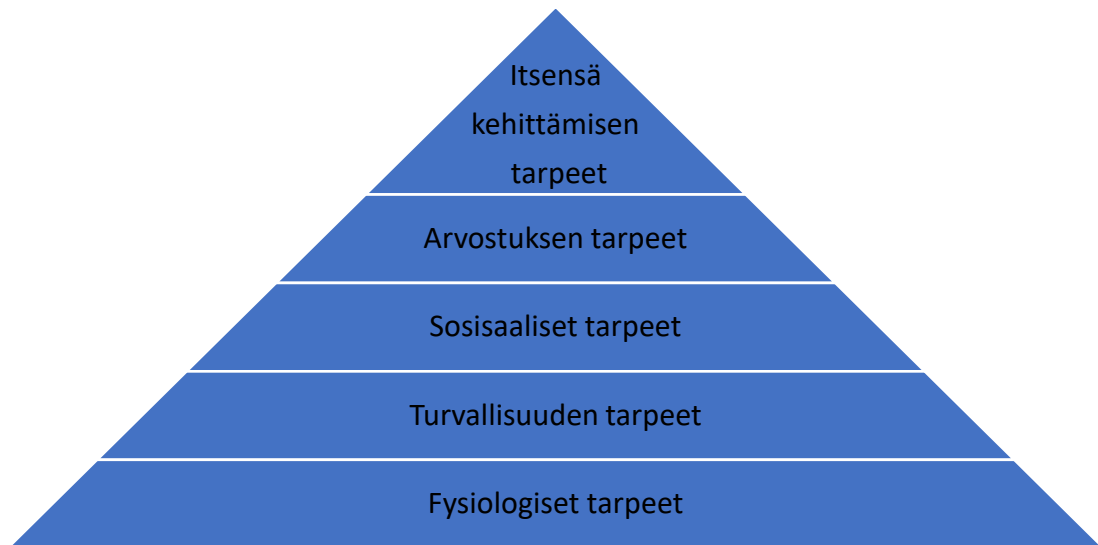 Itsensä
kehittämisen
tarpeet
Arvostuksen tarpeet
Sosisaaliset tarpeet
Turvallisuuden tarpeet
Fysiologiset tarpeet